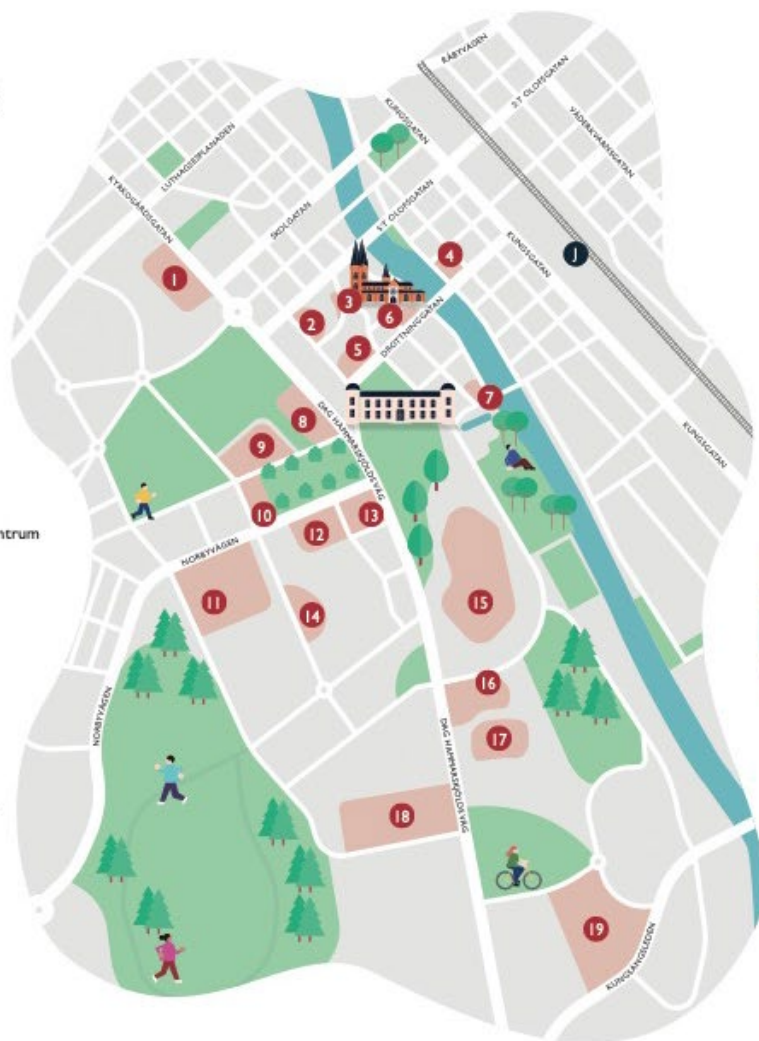 RÅBYVÄGEN
S:T OLOFSGATAN
VÄDERKVARNSGATAN
KUNGSGATAN
LUTHAGSESPLANADEN
KYRKOGÅRDSGATAN
SKOLGATAN
S:T OLOFSGATAN
KUNGSGATAN
J
4
1
3
2
6
5
DROTTNINGGATAN
7
8
DAG HAMMARSKJÖLDS VÄG
KUNGSGATAN
9
10
13
12
ntrum
NORBYVÄGEN
11
14
15
16
NORBYVÄGEN
17
DAG HAMMARSKJÖLDS VÄG
18
19
KUNGSÄNGSLEDEN